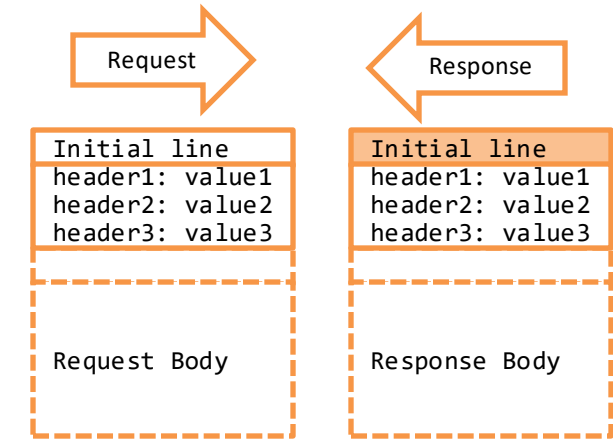 Request
Response
Initial line
header1: value1
header2: value2
header3: value3
Request Body
Initial line
header1: value1
header2: value2
header3: value3
Response Body